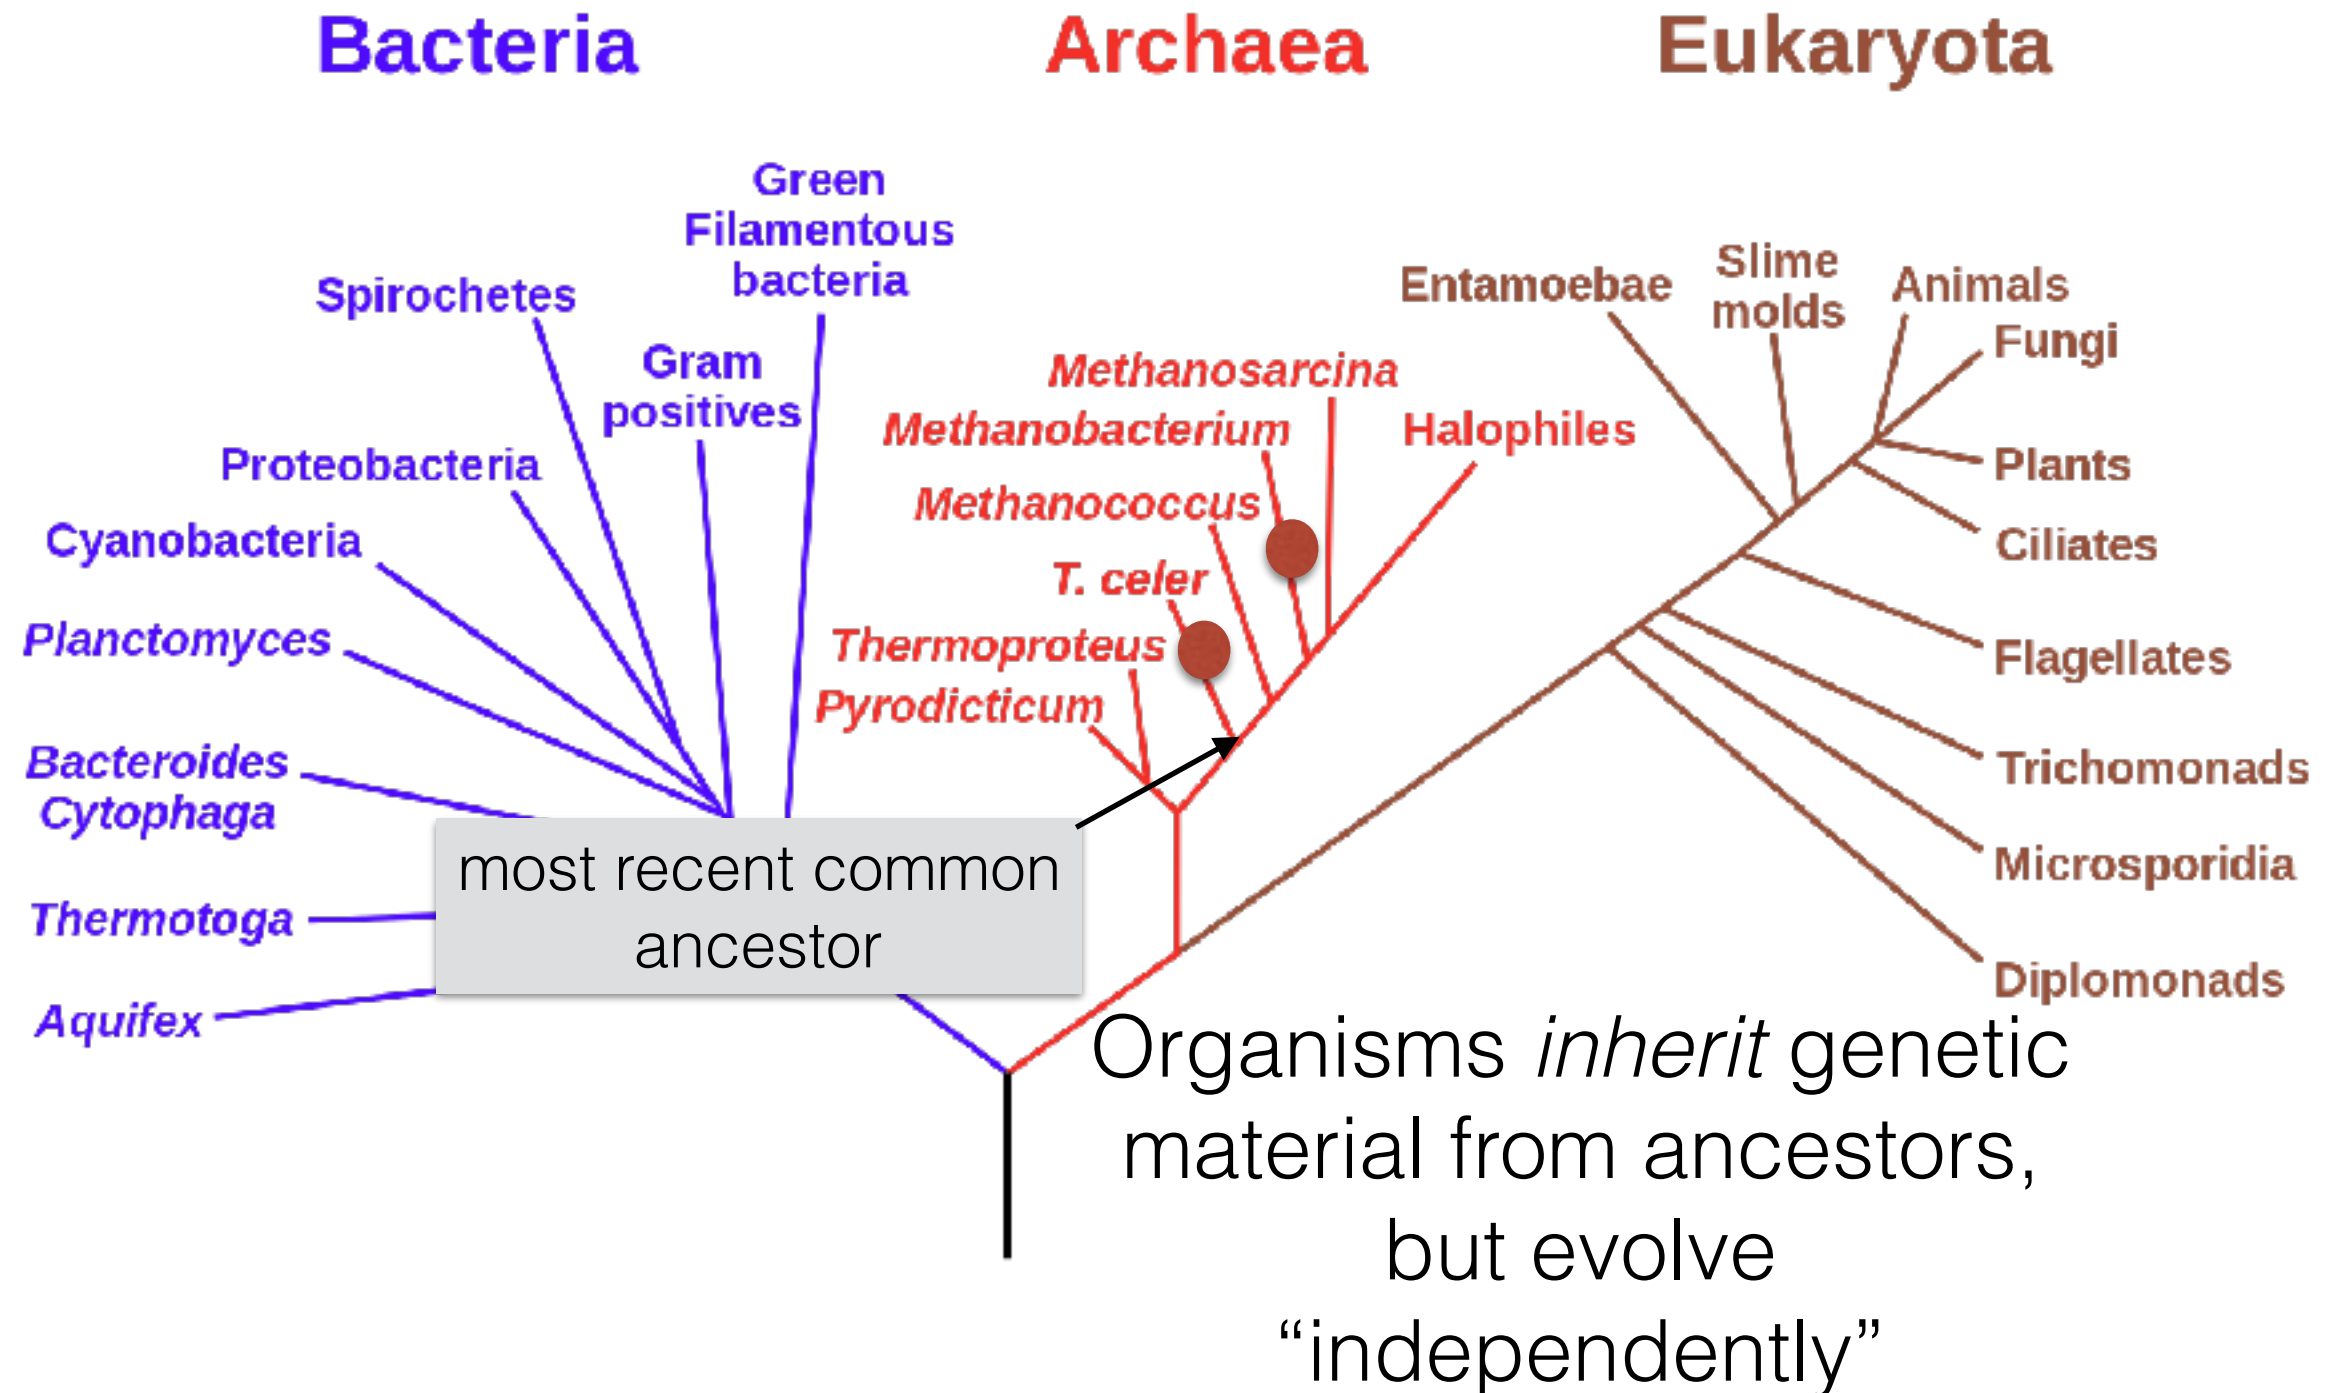 Bacteria
Archaea
Eukaryota
Green
Filamentous
bacteria
Spirochetes
Gram
positives
Proteobacteria
Cyanobacteria
Planctomyces
Bacteroides
Cytophaga
Thermotoga
Aquifex
Methanosarcina
Methanobacterium
Halophiles
Methanococcus
T. celer
Thermoproteus
Pyrodicticum
Entamoebae
Slime
molds
Animals
Fungi
Plants
Ciliates
Flagellates
Trichomonads
Microsporidia
Diplomonads
most recent common
ancestor
Organisms inherit genetic
material from ancestors,
but evolve
“independently”